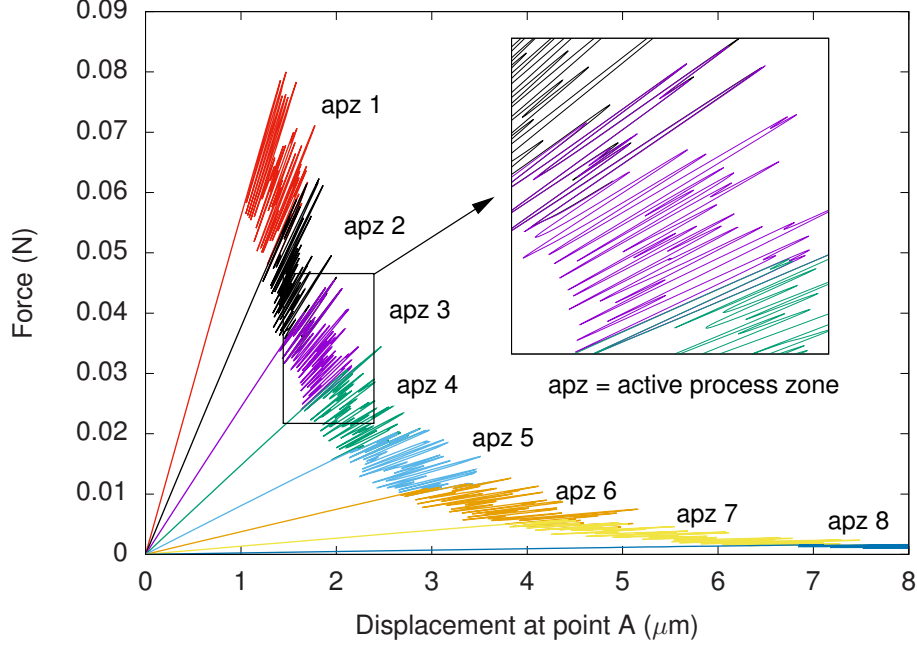 0.09
0.08
0.07
0.06
0.05
0.04
0.03
0.02
0.01
0
Force (N)
apz 1
apz 2
apz 3
apz 4
apz 5
apz 6
apz 7
apz 8
apz = active process zone
0 1 2 3 4 5 6 7 8
Displacement at point A (μm)